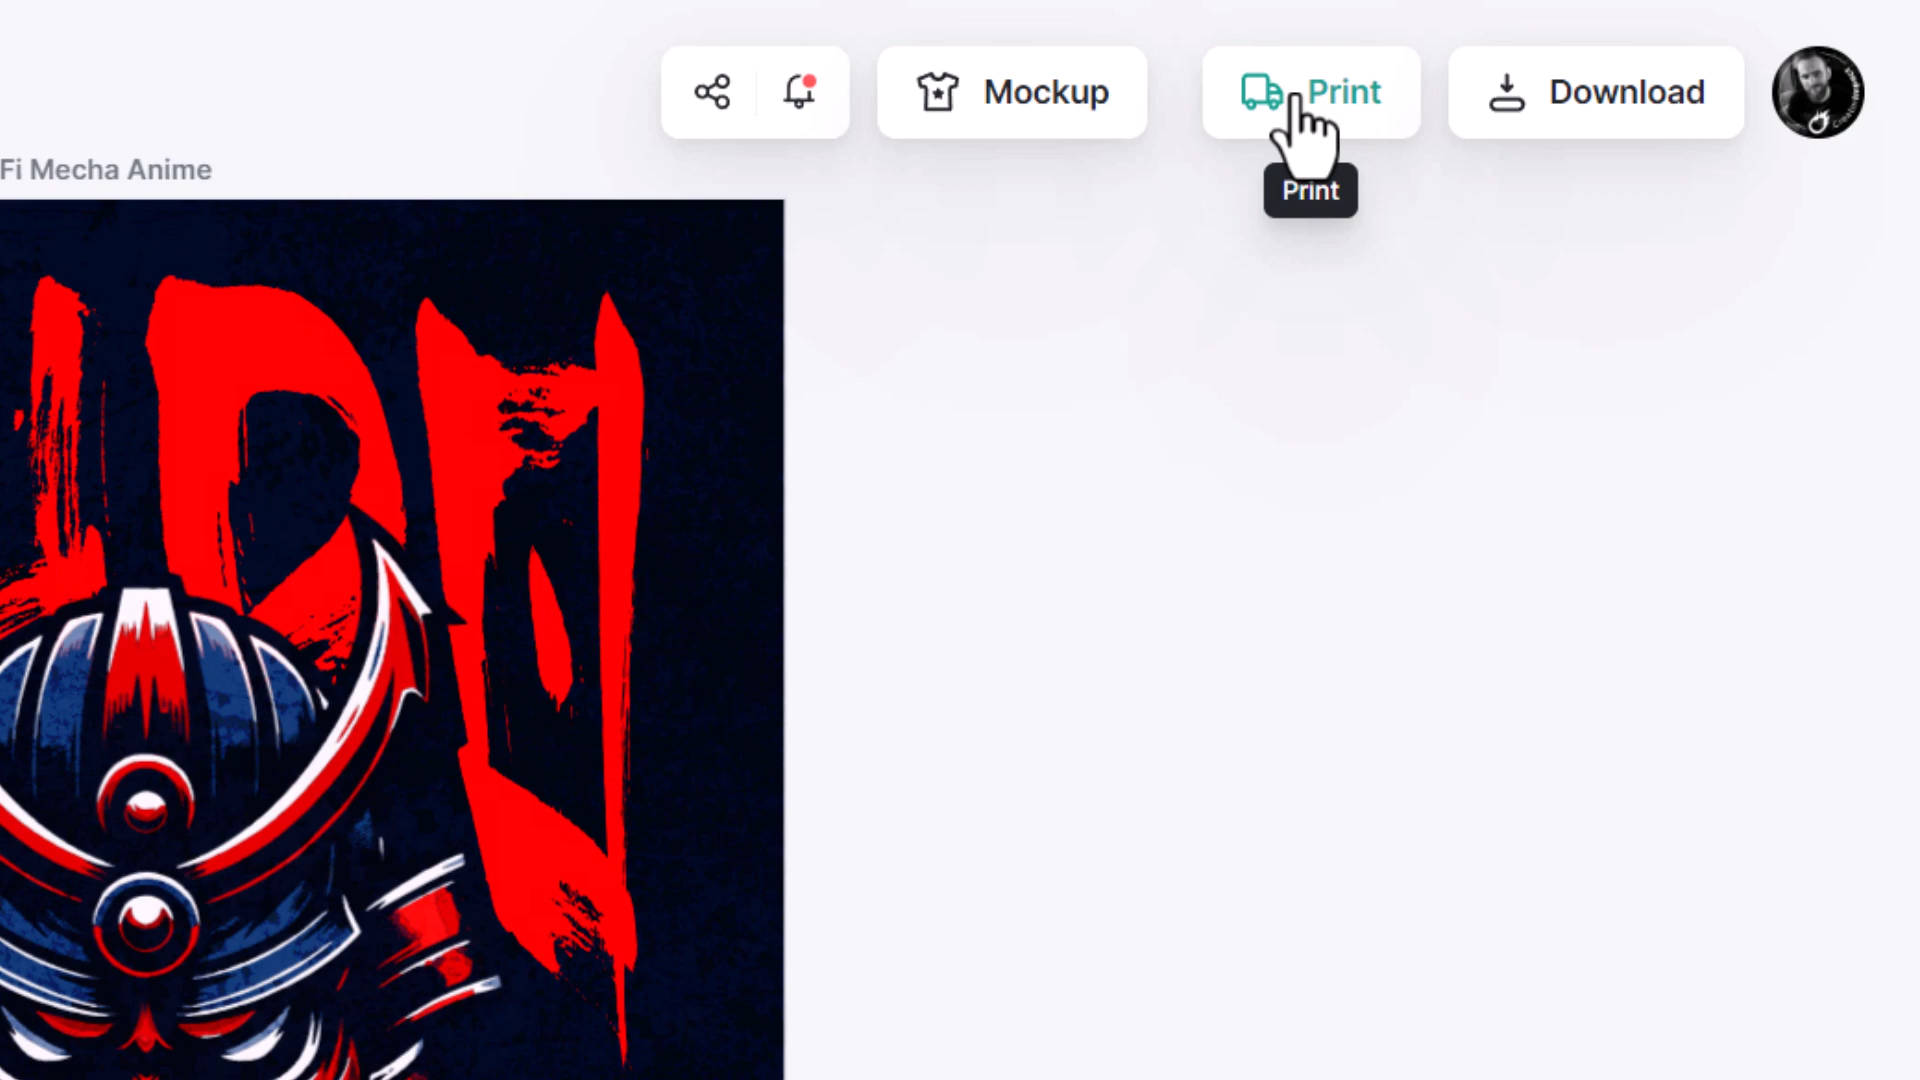 Mockup
Print
Download
Fi Mecha Anime
Print